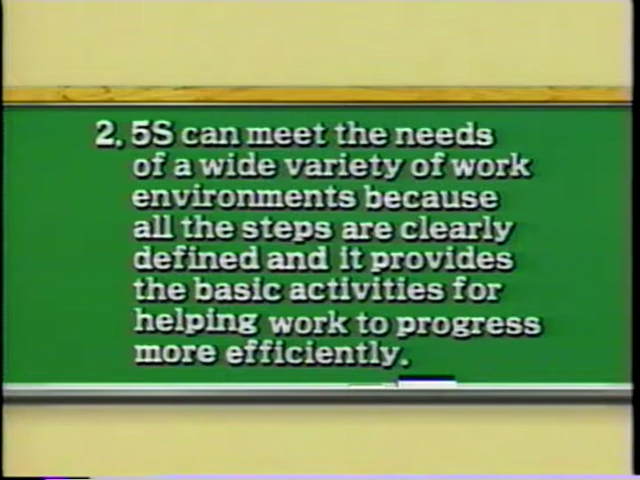 2. 5S can meet the needs
of a wide variety of work
environments because
all the steps are clearly
defined and it provides
the basic activities for
helping work to progress
more efficiently.